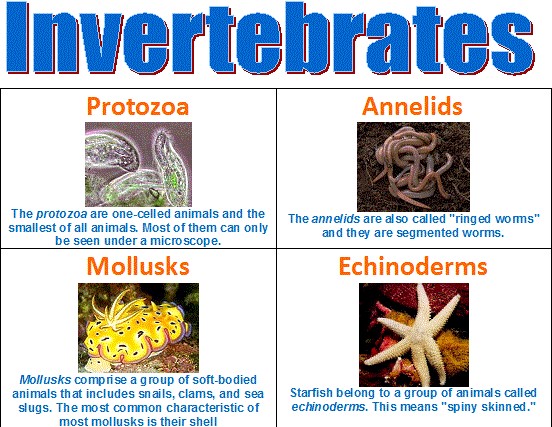 Invertebrates
Protozoa
The protozoa are one-celled animals and the
smallest of all animals. Most of them can only
be seen under a microscope.
Annelids
The annelids are also called "ringed worms"
and they are segmented worms.
Mollusks
Mollusks comprise a group of soft-bodied
animals that includes snails, clams, and sea
slugs. The most common characteristic of
most mollusks is their shell
Echinoderms
Starfish belong to a group of animals called
echinoderms. This means "spiny skinned."